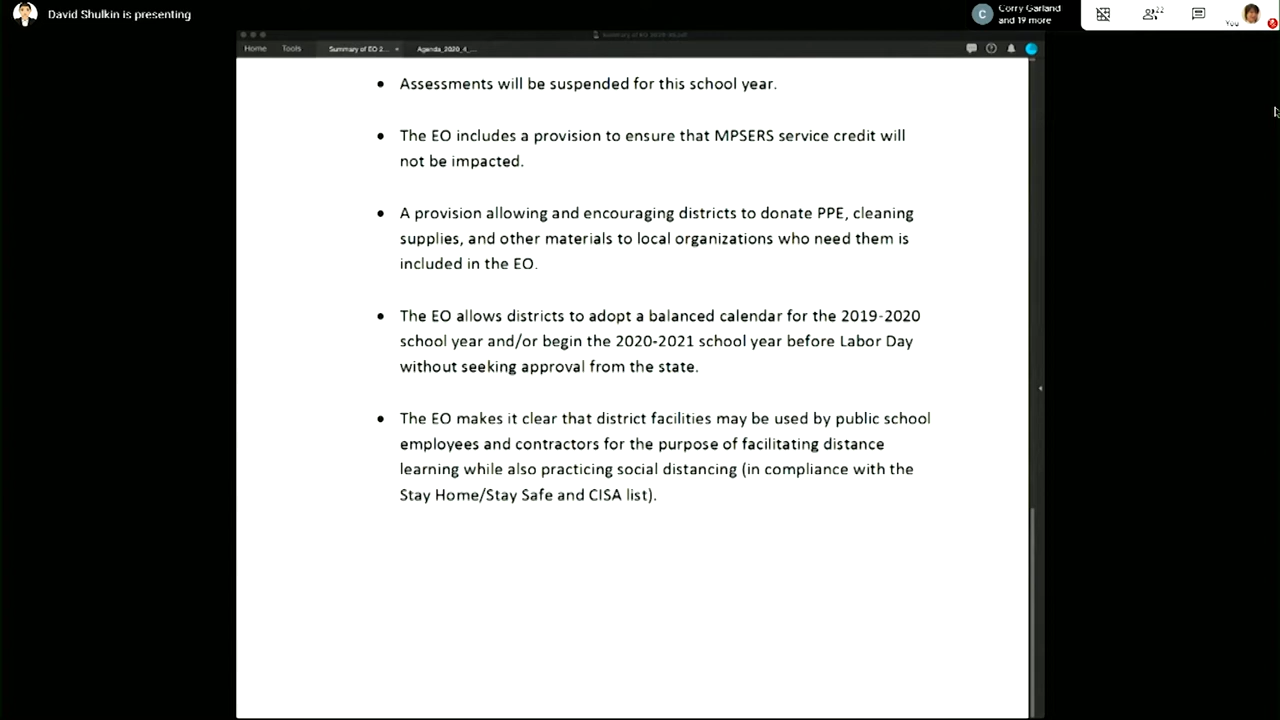 David Shulkin is presenting
Corry Garland
and 19 more
C
22
You
Home
Tools
Summary of EO 2...
Agenda_2020_4_...
• Assessments will be suspended for this school year.
• The EO includes a provision to ensure that MPSERS service credit will
not be impacted.
• A provision allowing and encouraging districts to donate PPE, cleaning
supplies, and other materials to local organizations who need them is
included in the EO.
• The EO allows districts to adopt a balanced calendar for the 2019-2020
school year and/or begin the 2020-2021 school year before Labor Day
without seeking approval from the state.
• The EO makes it clear that district facilities may be used by public school
employees and contractors for the purpose of facilitating distance
learning while also practicing social distancing (in compliance with the
Stay Home/Stay Safe and CISA list).